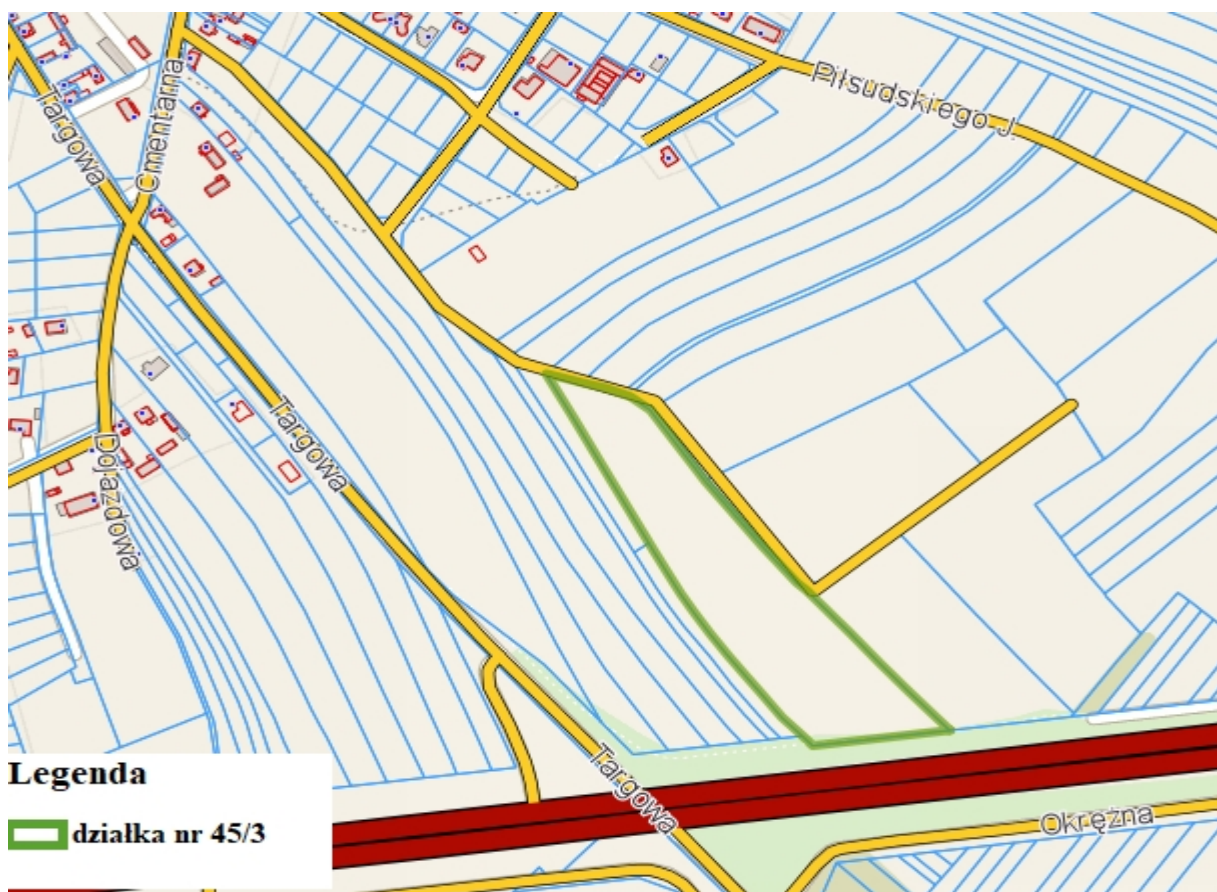 Piłsudskiego J.
Targowa
Cmentarna
Targowa
Dojazdowa
Targowa
Okrężna
Legenda
działka nr 45/3